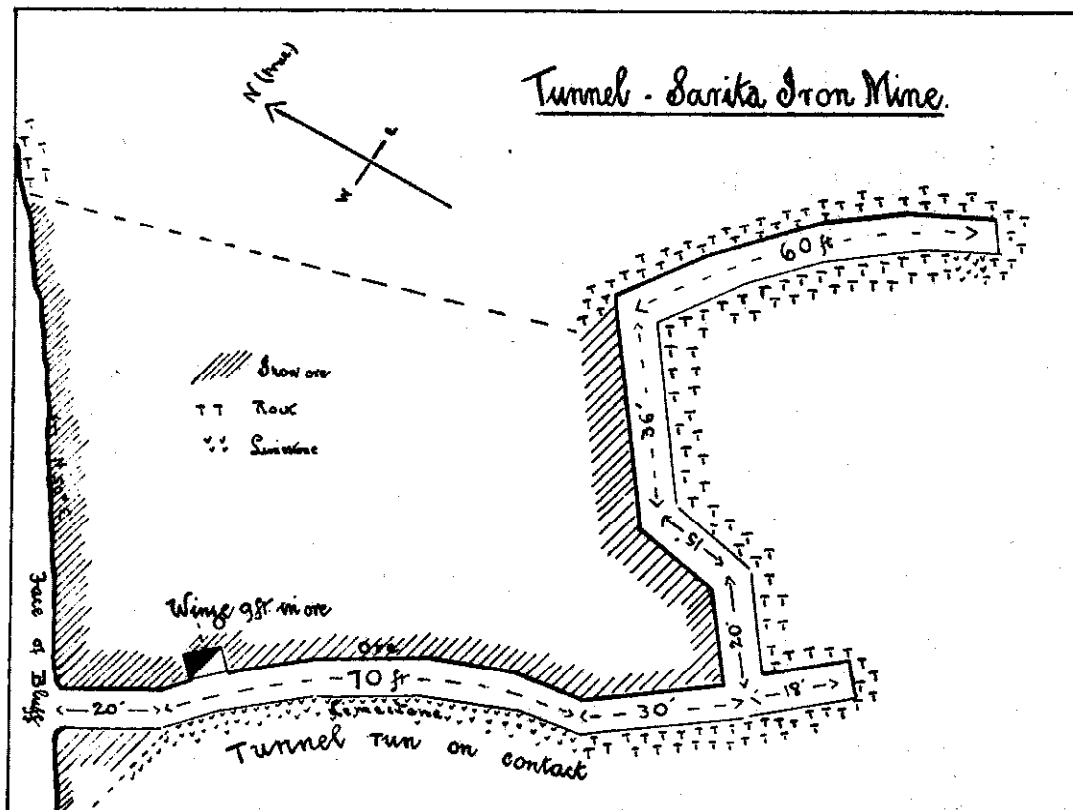 Tunnel - Sarita Iron Mine.
N (true)
E
W
60 ft
Iron ore
T T Rock
Limestone
36'
15'
20'
Winze 9ft. in ore
Ore
20'
70 ft
30'
18'
Limestone
Tunnel run on contact
Face of Bluff